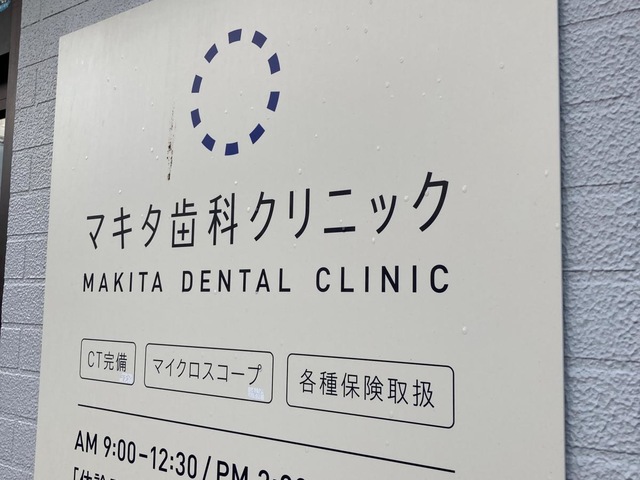 マキタ歯科クリニック
MAKITA DENTAL CLINIC
CT完備
マイクロスコープ
各種保険取扱
AM 9:00-12:30 / PM